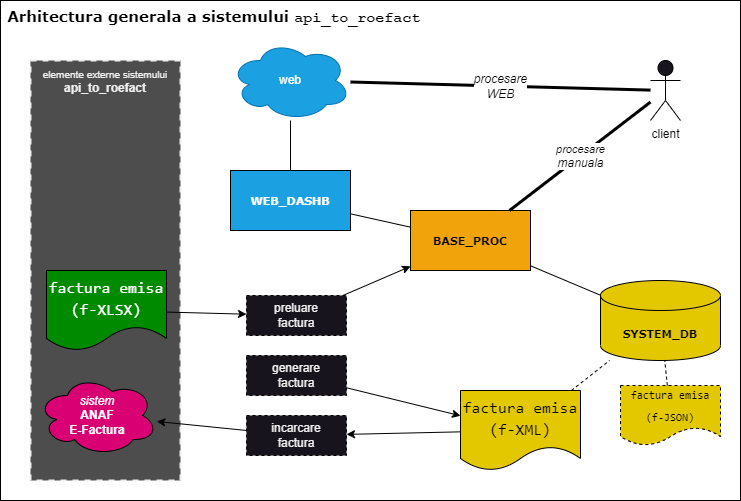 Arhitectura generala a sistemului api_to_roefact
elemente externe sistemului
api_to_roefact
web
procesare
WEB
client
procesare
manuala
WEB_DASHB
BASE_PROC
factura emisa
(f-XLSX)
preluare
factura
SYSTEM_DB
generare
factura
sistem
ANAF
E-Factura
incarcare
factura
factura emisa
(f-XML)
factura emisa
(f-JSON)